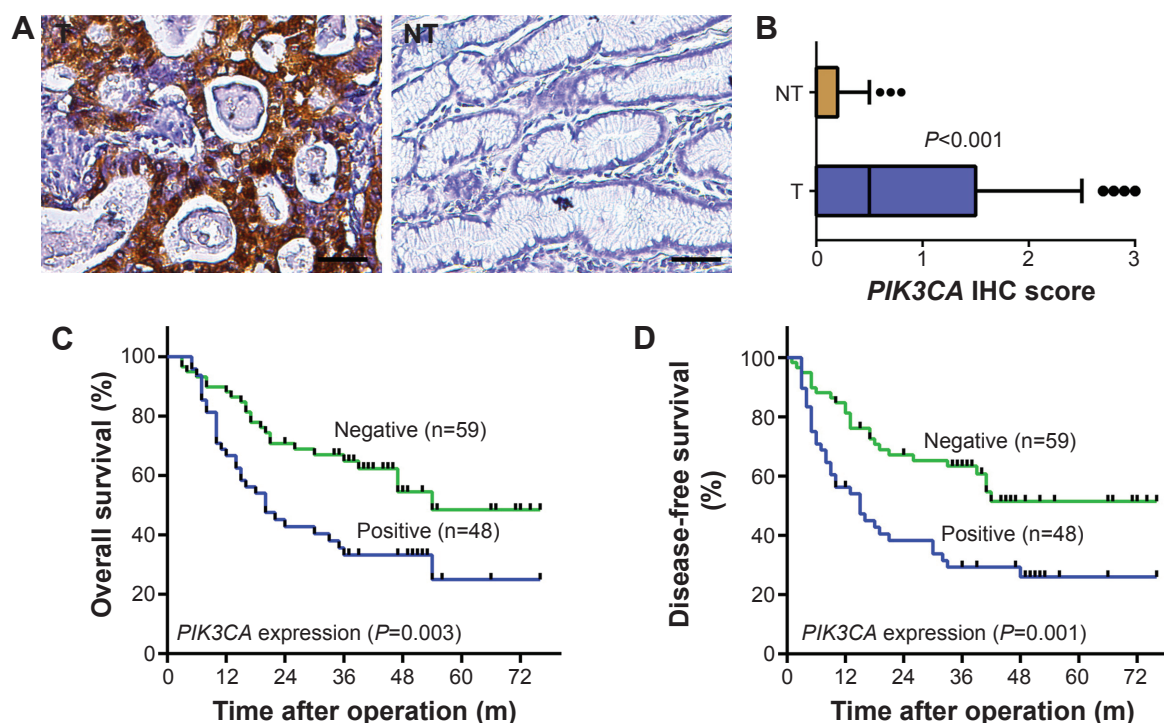 A
T
NT
B
NT
P<0.001
T
0
1
2
3
PIK3CA IHC score
C
100
80
60
40
20
0
Overall survival (%)
Negative (n=59)
Positive (n=48)
PIK3CA expression (P=0.003)
0
12
24
36
48
60
72
Time after operation (m)
D
100
80
60
40
20
0
Disease-free survival
(%)
Negative (n=59)
Positive (n=48)
PIK3CA expression (P=0.001)
0
12
24
36
48
60
72
Time after operation (m)